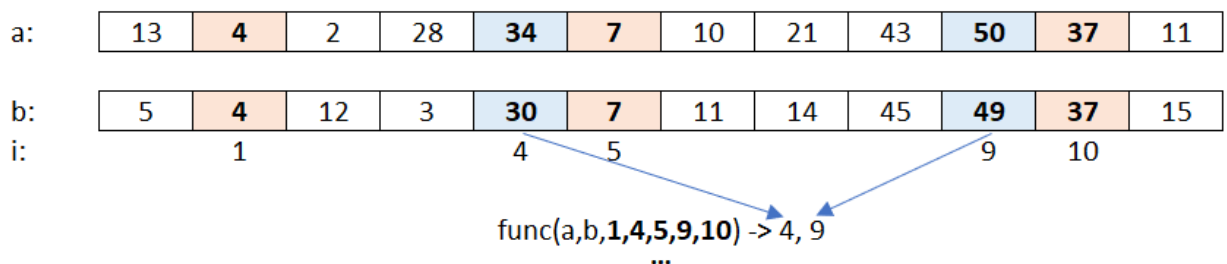 a: 13 4 2 28 34 7 10 21 43 50 37 11
b: 5 4 12 3 30 7 11 14 45 49 37 15
i: 1 4 5 9 10
func(a,b,1,4,5,9,10) -> 4, 9
...